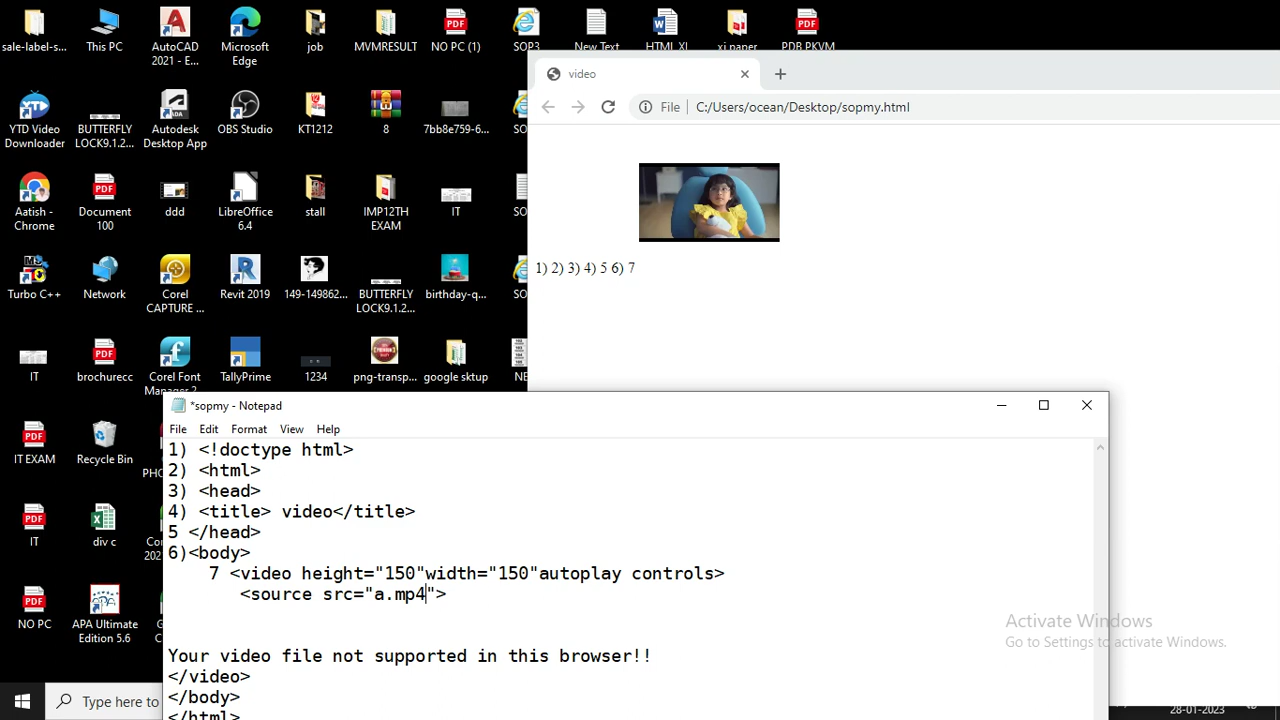 sale-label-s...
This PC
AutoCAD 2021 - E...
Microsoft Edge
job
MVMRESULT
NO PC (1)
SOP3
New Text
HTML XI
xi paper
PDB PKVM
YTD Video Downloader
BUTTERFLY LOCK9.1.2...
Autodesk Desktop App
OBS Studio
KT1212
8
7bb8e759-6...
Aatish - Chrome
Document 100
ddd
LibreOffice 6.4
stall
IMP12TH EXAM
IT
Turbo C++
Network
Corel CAPTURE ...
Revit 2019
149-149862...
BUTTERFLY LOCK9.1.2...
birthday-q...
IT
brochurecc
Corel Font Manager 2
TallyPrime
1234
png-transp...
google sktup
IT EXAM
Recycle Bin
IT
div c
NO PC
APA Ultimate Edition 5.6
Type here to
video
File
C:/Users/ocean/Desktop/sopmy.html
1) 2) 3) 4) 5 6) 7
*sopmy - Notepad
File Edit Format View Help
1) <!doctype html>
2) <html>
3) <head>
4) <title> video</title>
5 </head>
6)<body>
7 <video height="150"width="150"autoplay controls>
<source src="a.mp4">
Your video file not supported in this browser!!
</video>
</body>
</html>
Activate Windows
Go to Settings to activate Windows.
28-01-2023